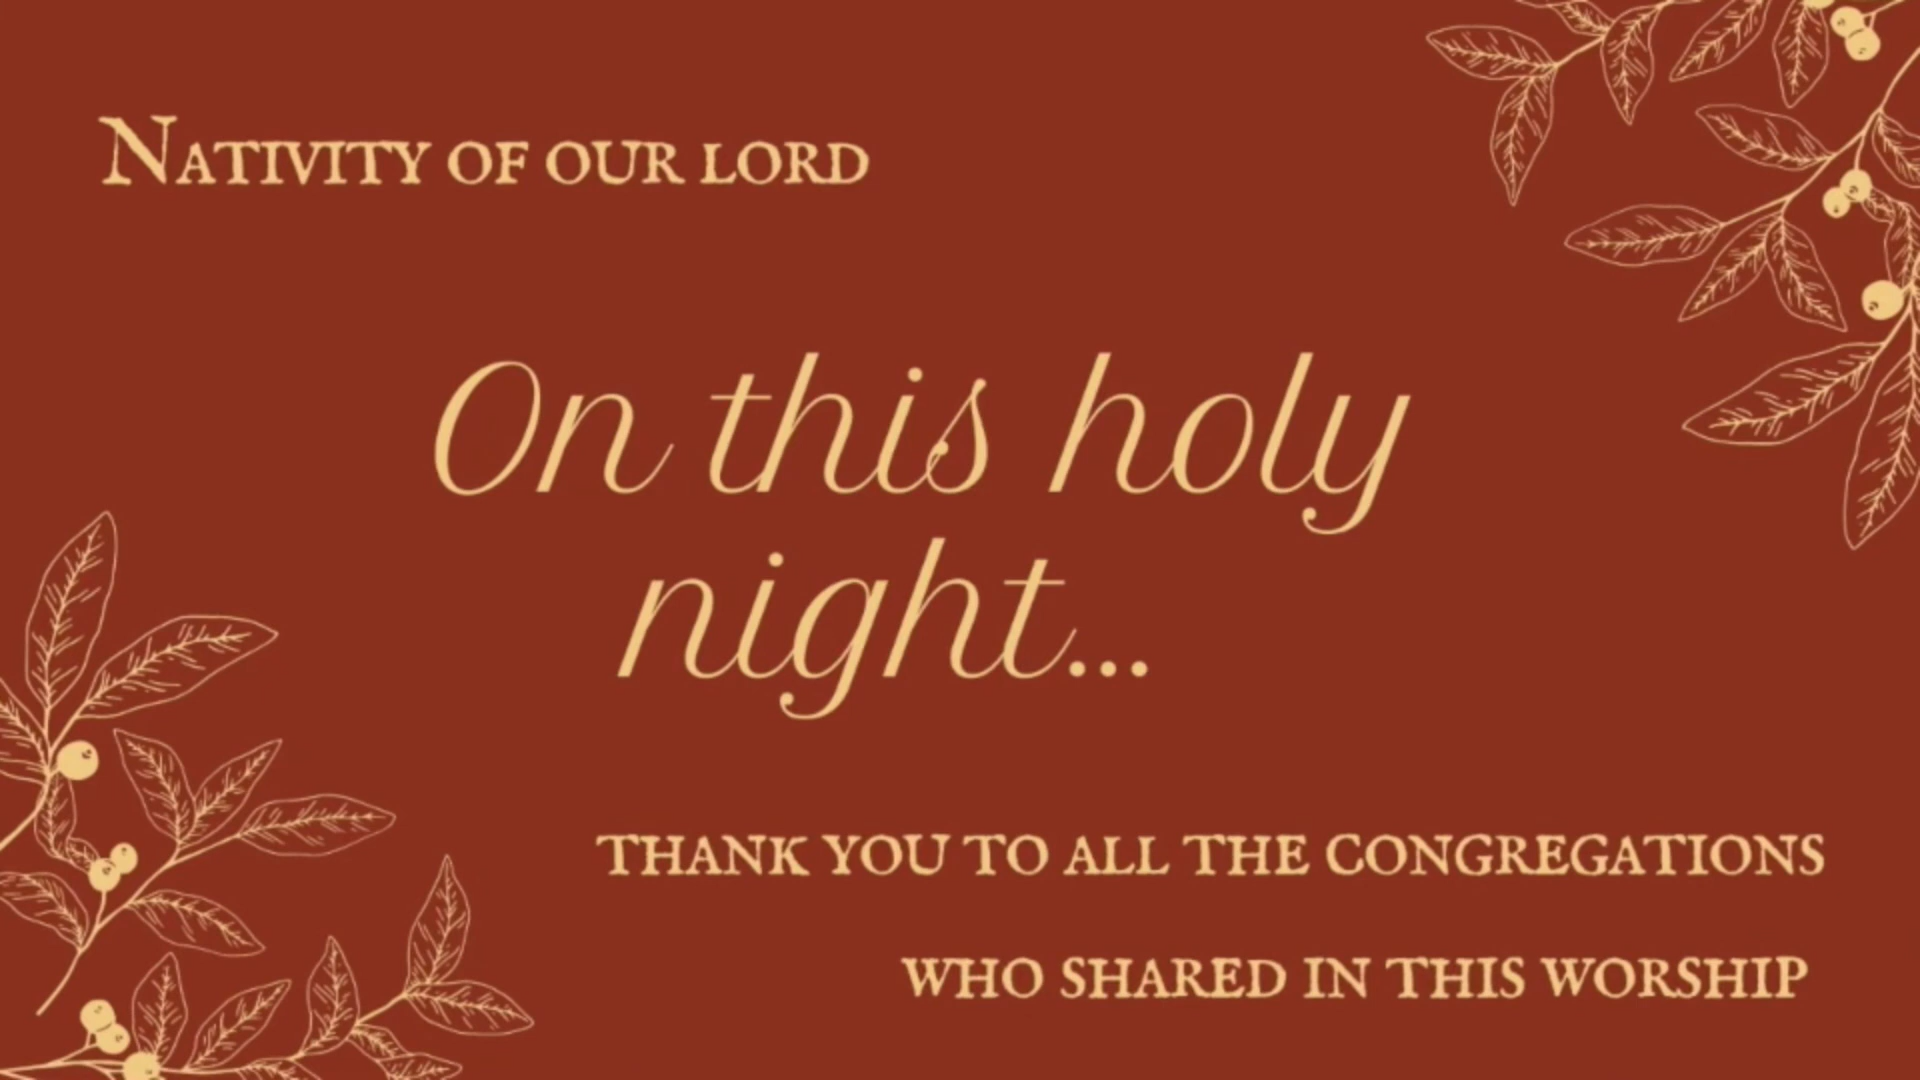 Nativity of our lord
On this holy
night...
THANK YOU TO ALL THE CONGREGATIONS
WHO SHARED IN THIS WORSHIP